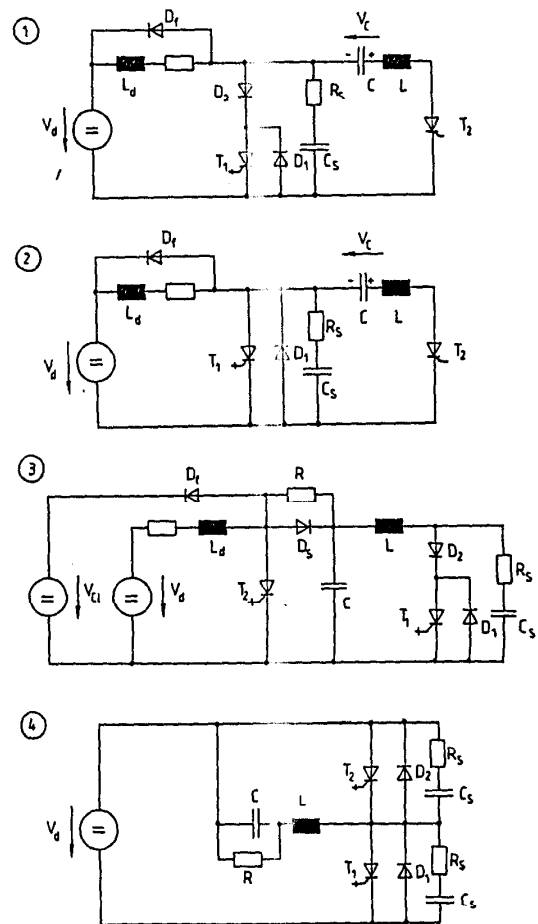 1
D_f
V_c
L_d
D_2
R_s
C
L
V_d
T_1
D_1
C_s
T_2
2
D_f
V_c
L_d
R_s
C
L
V_d
T_1
D_1
C_s
T_2
3
D_f
R
L_d
D_s
L
D_2
R_s
V_Cl
V_d
T_2
C
T_1
D_1
C_s
4
R_s
T_2
D_2
C
L
C_s
V_d
R
R_s
T_1
D_1
C_s